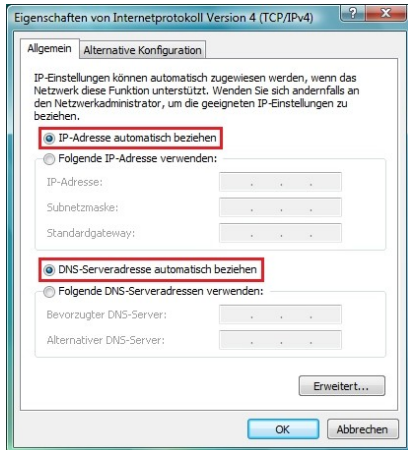 Eigenschaften von Internetprotokoll Version 4 (TCP/IPv4)
Allgemein
Alternative Konfiguration
IP-Einstellungen können automatisch zugewiesen werden, wenn das
Netzwerk diese Funktion unterstützt. Wenden Sie sich andernfalls an
den Netzwerkadministrator, um die geeigneten IP-Einstellungen zu
beziehen.
IP-Adresse automatisch beziehen
Folgende IP-Adresse verwenden:
IP-Adresse:
Subnetzmaske:
Standardgateway:
DNS-Serveradresse automatisch beziehen
Folgende DNS-Serveradressen verwenden:
Bevorzugter DNS-Server:
Alternativer DNS-Server:
Erweitert...
OK
Abbrechen